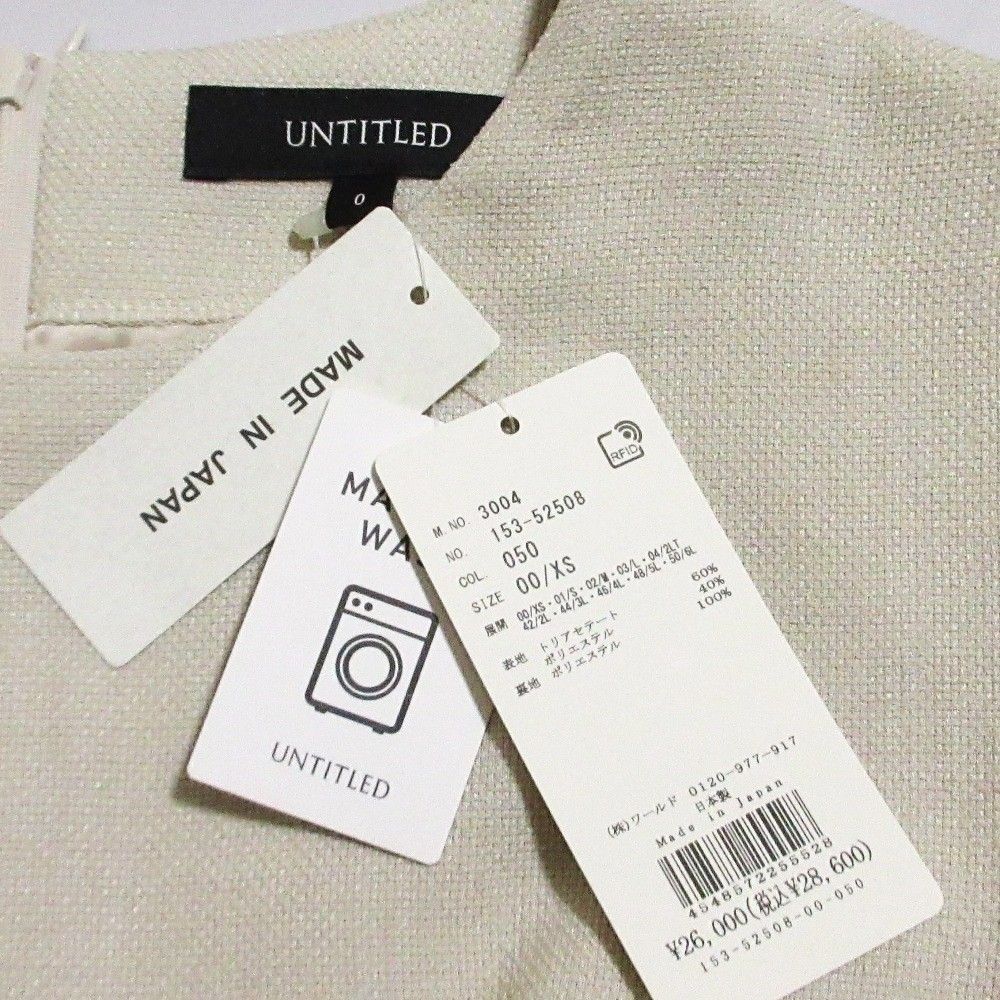 UNTITLED
0
MADE IN JAPAN
UNTITLED
RFID
M.NO. 3004
NO. 153-52508
COL. 050
SIZE 00/XS
展開 00/XS・01/S・02/M・03/L・04/2LT
42/2L・44/3L・46/4L・48/5L・50/6L
表地 トリアセテート 60%
ポリエステル 40%
裏地 ポリエステル 100%
(株)ワールド 0120-977-917
日本製
Made in Japan
4548572255528
¥26,000(税込¥28,600)
153-52508-00-050